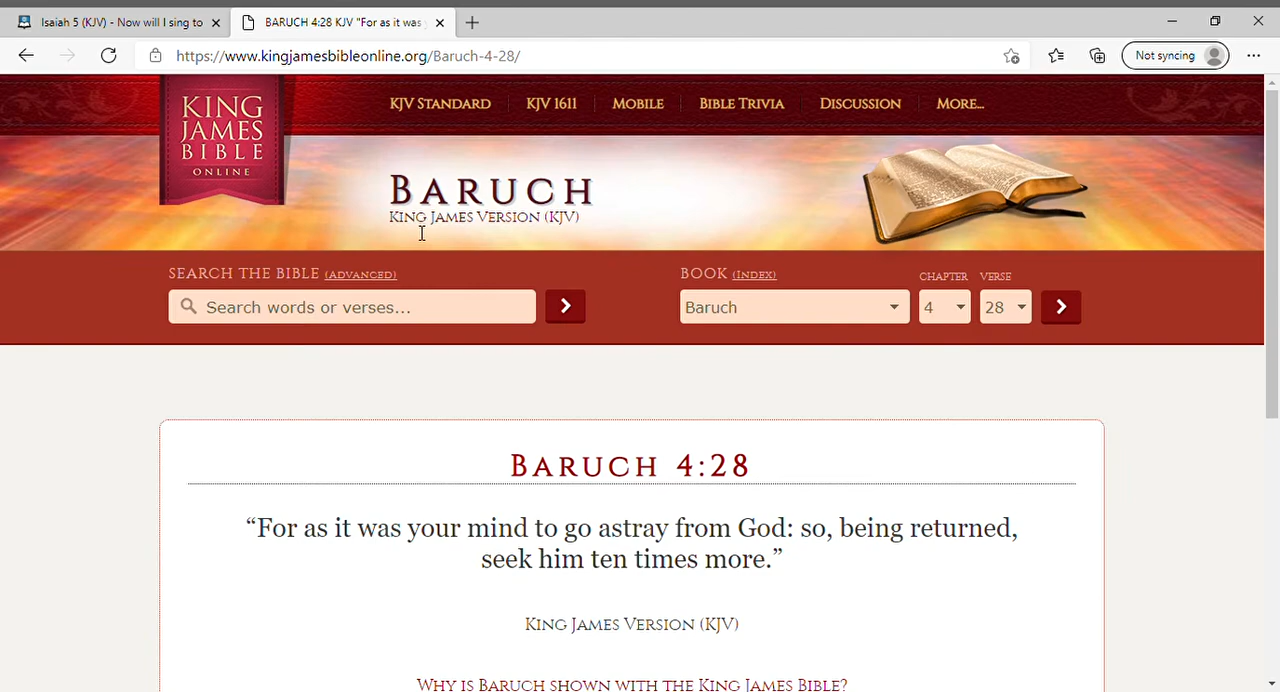 Isaiah 5 (KJV) - Now will I sing to
BARUCH 4:28 KJV "For as it was
https://www.kingjamesbibleonline.org/Baruch-4-28/
Not syncing
KING
JAMES
BIBLE
ONLINE
KJV STANDARD
KJV 1611
MOBILE
BIBLE TRIVIA
DISCUSSION
MORE...
BARUCH
KING JAMES VERSION (KJV)
SEARCH THE BIBLE (ADVANCED)
BOOK (INDEX)
CHAPTER
VERSE
Search words or verses...
Baruch
4
28
BARUCH 4:28
“For as it was your mind to go astray from God: so, being returned,
seek him ten times more.”
KING JAMES VERSION (KJV)
WHY IS BARUCH SHOWN WITH THE KING JAMES BIBLE?